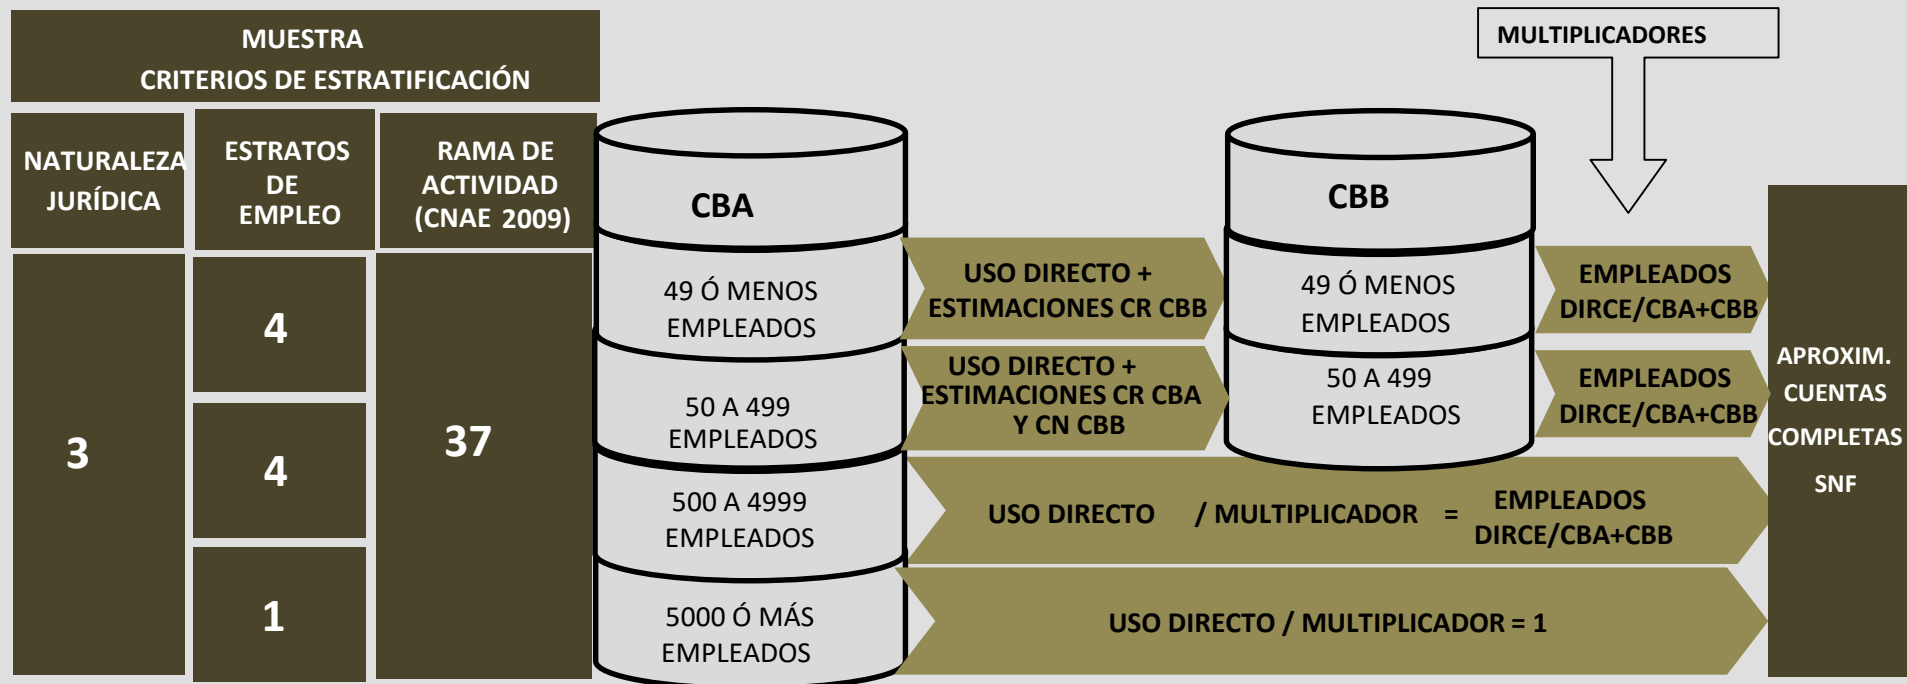 MUESTRA
CRITERIOS DE ESTRATIFICACIÓN
NATURALEZA
JURÍDICA
ESTRATOS
DE
EMPLEO
RAMA DE
ACTIVIDAD
(CNAE 2009)
3
4
4
1
37
CBA
49 Ó MENOS
EMPLEADOS
50 A 499
EMPLEADOS
500 A 4999
EMPLEADOS
5000 Ó MÁS
EMPLEADOS
USO DIRECTO +
ESTIMACIONES CR CBB
USO DIRECTO +
ESTIMACIONES CR CBA
Y CN CBB
CBB
49 Ó MENOS
EMPLEADOS
50 A 499
EMPLEADOS
MULTIPLICADORES
EMPLEADOS
DIRCE/CBA+CBB
EMPLEADOS
DIRCE/CBA+CBB
USO DIRECTO / MULTIPLICADOR = EMPLEADOS
DIRCE/CBA+CBB
USO DIRECTO / MULTIPLICADOR = 1
APROXIM.
CUENTAS
COMPLETAS
SNF